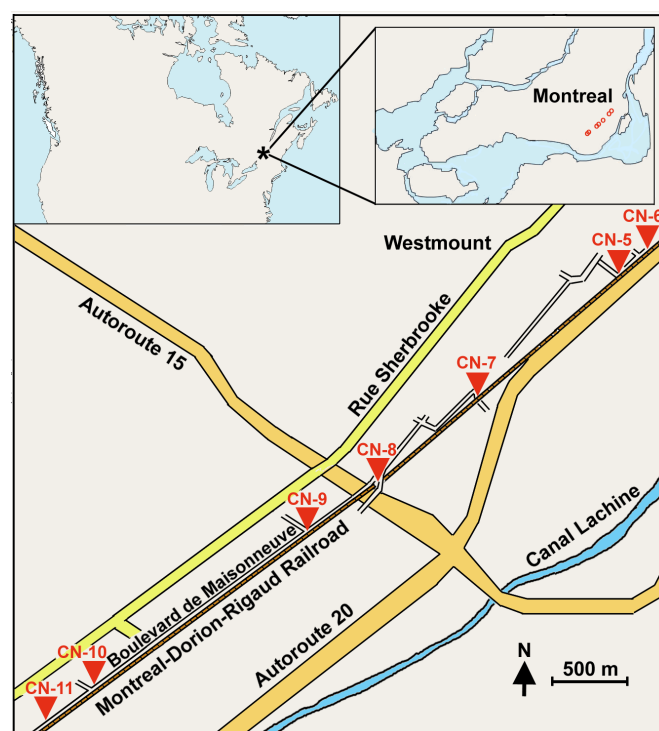 Montreal
*
CN-6
Westmount
CN-5
Autoroute 15
Rue Sherbrooke
CN-7
CN-8
CN-9
Boulevard de Maisonneuve
Montreal-Dorion-Rigaud Railroad
Canal Lachine
CN-10
CN-11
Autoroute 20
N
500 m